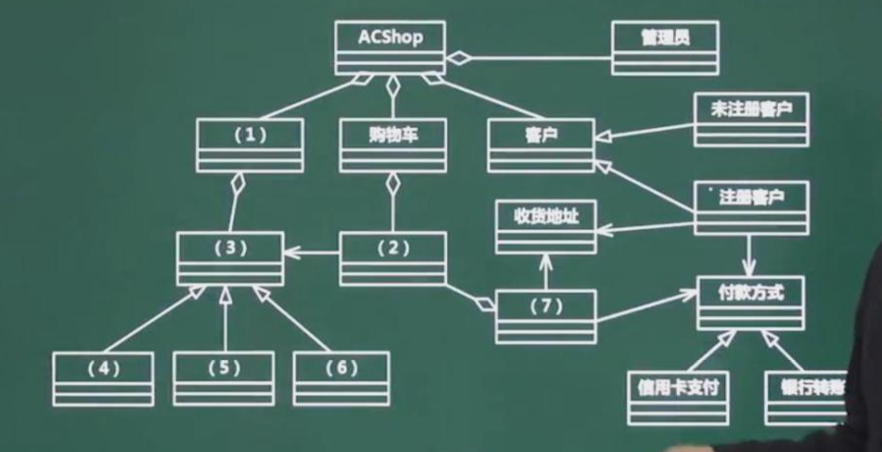 ACShop
管理员
(1)
购物车
客户
未注册客户
注册客户
收货地址
(3)
(2)
(7)
付款方式
(4)
(5)
(6)
信用卡支付
银行转账